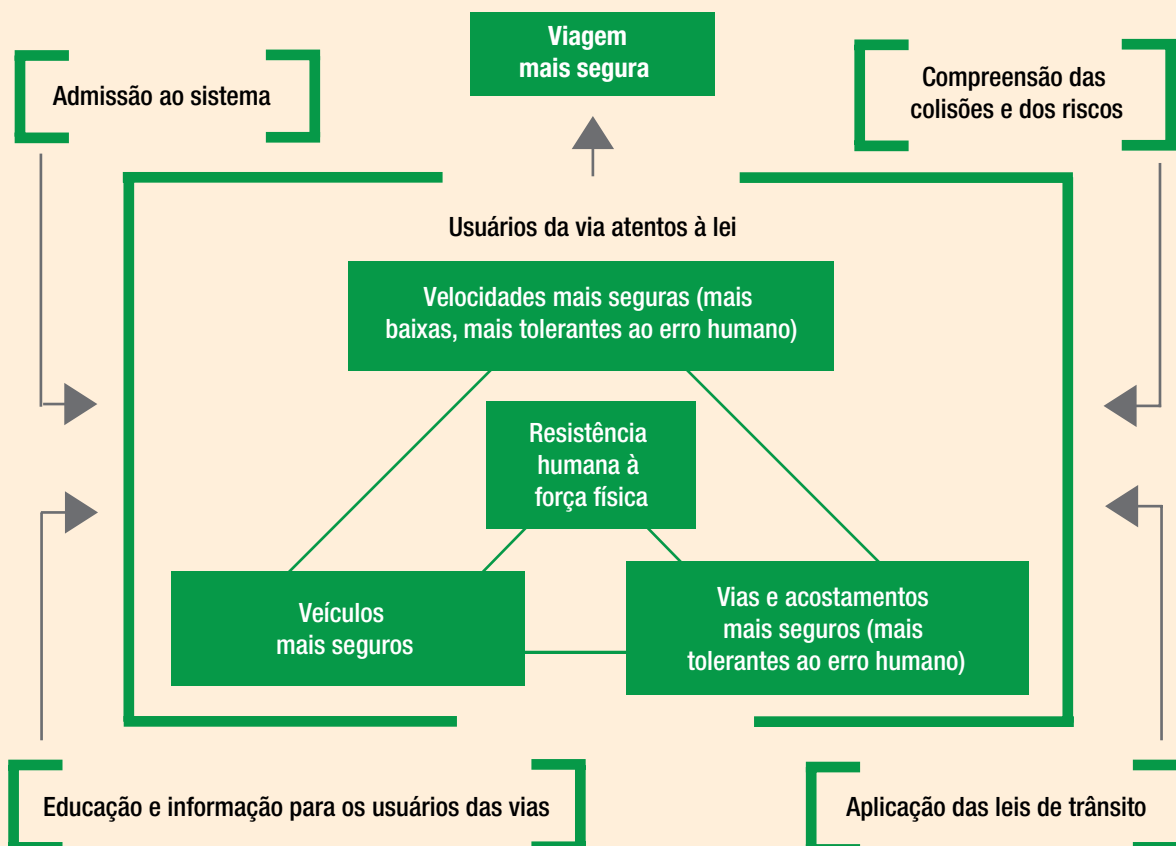 Viagem
mais segura
Admissão ao sistema
Compreensão das
colisões e dos riscos
Usuários da via atentos à lei
Velocidades mais seguras (mais
baixas, mais tolerantes ao erro humano)
Resistência
humana à
força física
Veículos
mais seguros
Vias e acostamentos
mais seguros (mais
tolerantes ao erro humano)
Educação e informação para os usuários das vias
Aplicação das leis de trânsito